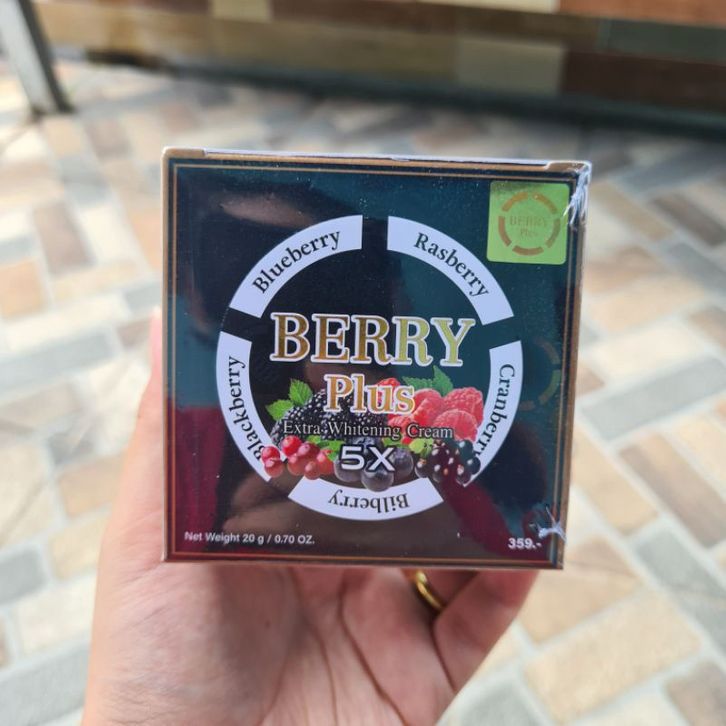 BERRY
Plus
Blueberry
Rasberry
Blackberry
Cranberry
BERRY
Plus
Extra Whitening Cream
5X
Bilberry
Net Weight 20 g / 0.70 OZ.
359.-